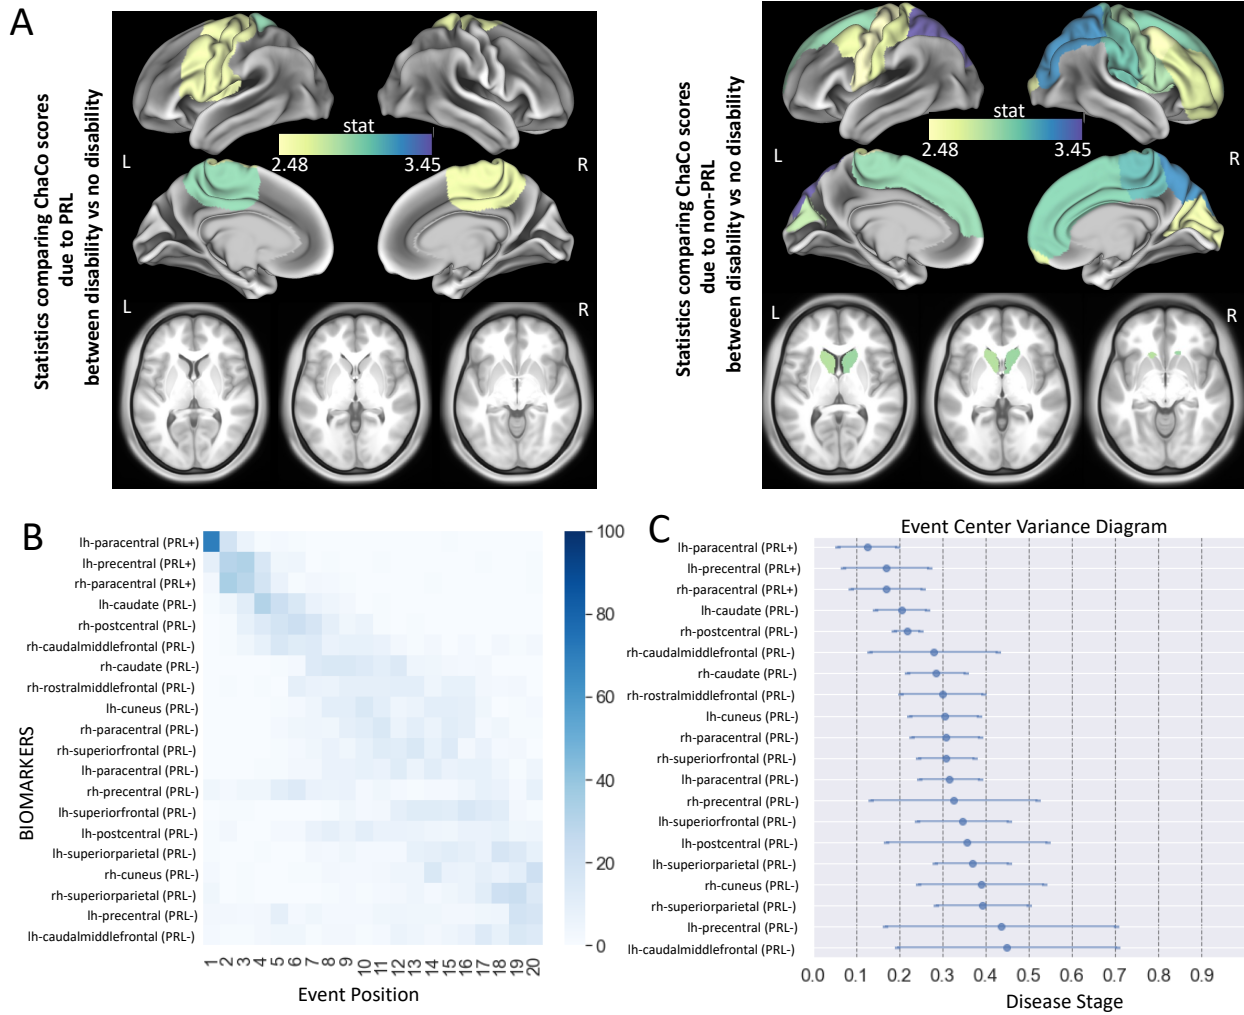 A
Statistics comparing ChaCo scores
due to PRL
between disability vs no disability
stat
2.48
3.45
L
R
L
R
Statistics comparing ChaCo scores
due to non-PRL
between disability vs no disability
stat
2.48
3.45
L
R
L
R
B
BIOMARKERS
lh-paracentral (PRL+)
lh-precentral (PRL+)
rh-paracentral (PRL+)
lh-caudate (PRL-)
rh-postcentral (PRL-)
rh-caudalmiddlefrontal (PRL-)
rh-caudate (PRL-)
rh-rostralmiddlefrontal (PRL-)
lh-cuneus (PRL-)
rh-paracentral (PRL-)
rh-superiorfrontal (PRL-)
lh-paracentral (PRL-)
rh-precentral (PRL-)
lh-superiorfrontal (PRL-)
lh-postcentral (PRL-)
lh-superiorparietal (PRL-)
rh-cuneus (PRL-)
rh-superiorparietal (PRL-)
lh-precentral (PRL-)
lh-caudalmiddlefrontal (PRL-)
1 2 3 4 5 6 7 8 9 10 11 12 13 14 15 16 17 18 19 20
Event Position
100
80
60
40
20
0
C
Event Center Variance Diagram
lh-paracentral (PRL+)
lh-precentral (PRL+)
rh-paracentral (PRL+)
lh-caudate (PRL-)
rh-postcentral (PRL-)
rh-caudalmiddlefrontal (PRL-)
rh-caudate (PRL-)
rh-rostralmiddlefrontal (PRL-)
lh-cuneus (PRL-)
rh-paracentral (PRL-)
rh-superiorfrontal (PRL-)
lh-paracentral (PRL-)
rh-precentral (PRL-)
lh-superiorfrontal (PRL-)
lh-postcentral (PRL-)
lh-superiorparietal (PRL-)
rh-cuneus (PRL-)
rh-superiorparietal (PRL-)
lh-precentral (PRL-)
lh-caudalmiddlefrontal (PRL-)
0.0 0.1 0.2 0.3 0.4 0.5 0.6 0.7 0.8 0.9
Disease Stage